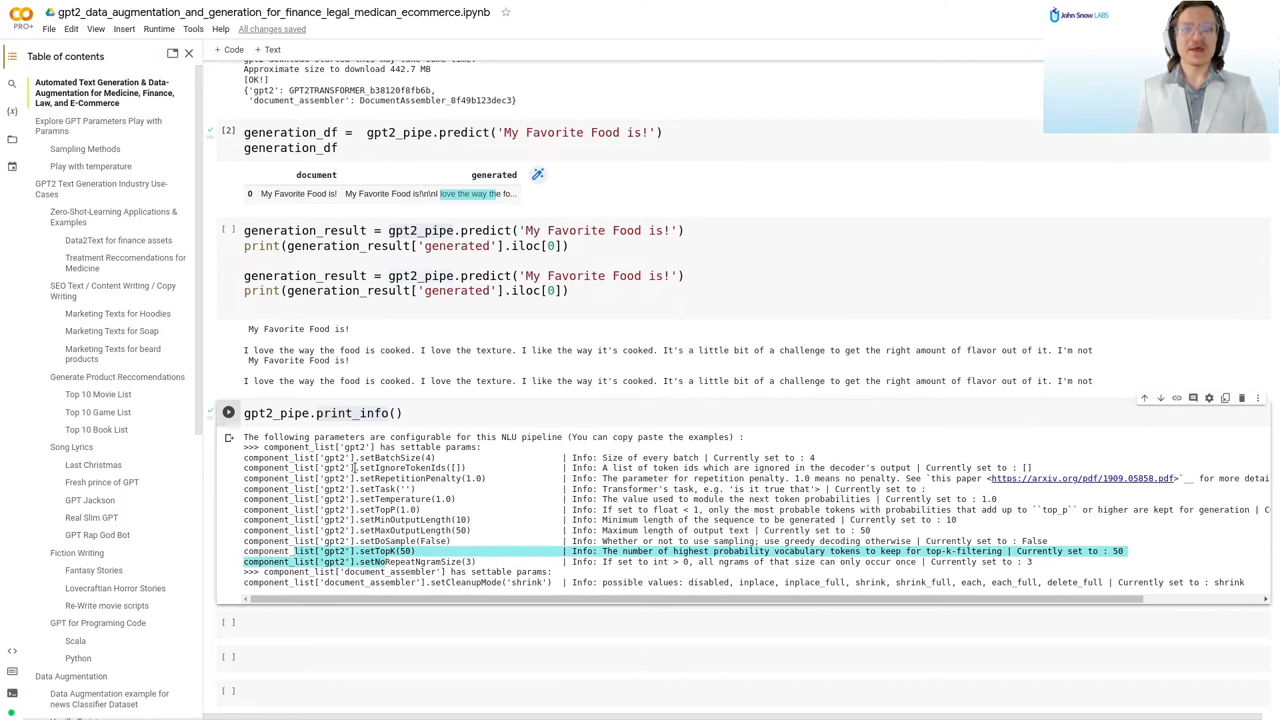 gpt2_data_augmentation_and_generation_for_finance_legal_medican_ecommerce.ipynb
PRO+
File Edit View Insert Runtime Tools Help All changes saved
John Snow LABS
Table of contents
+ Code + Text
Automated Text Generation & Data-
Augmentation for Medicine, Finance,
Law, and E-Commerce
Explore GPT Parameters Play with
Paramns
Sampling Methods
Play with temperature
GPT2 Text Generation Industry Use-
Cases
Zero-Shot-Learning Applications &
Examples
Data2Text for finance assets
Treatment Reccomendations for
Medicine
SEO Text / Content Writing / Copy
Writing
Marketing Texts for Hoodies
Marketing Texts for Soap
Marketing Texts for beard
products
Generate Product Reccomendations
Top 10 Movie List
Top 10 Game List
Top 10 Book List
Song Lyrics
Last Christmas
Fresh prince of GPT
GPT Jackson
Real Slim GPT
GPT Rap God Bot
Fiction Writing
Fantasy Stories
Lovecraftian Horror Stories
Re-Write movie scripts
GPT for Programing Code
Scala
Python
Data Augmentation
Data Augmentation example for
news Classifier Dataset
Approximate size to download 442.7 MB
[OK!]
{'gpt2': GPT2TRANSFORMER_b38120f8fb6b,
'document_assembler': DocumentAssembler_8f49b123dec3}
[2] generation_df = gpt2_pipe.predict('My Favorite Food is!')
generation_df
document generated
0 My Favorite Food is! My Favorite Food is!\n\nI love the way the fo...
[ ] generation_result = gpt2_pipe.predict('My Favorite Food is!')
print(generation_result['generated'].iloc[0])
generation_result = gpt2_pipe.predict('My Favorite Food is!')
print(generation_result['generated'].iloc[0])
My Favorite Food is!
I love the way the food is cooked. I love the texture. I like the way it's cooked. It's a little bit of a challenge to get the right amount of flavor out of it. I'm not
My Favorite Food is!
I love the way the food is cooked. I love the texture. I like the way it's cooked. It's a little bit of a challenge to get the right amount of flavor out of it. I'm not
gpt2_pipe.print_info()
The following parameters are configurable for this NLU pipeline (You can copy paste the examples) :
>>> component_list['gpt2'] has settable params:
component_list['gpt2'].setBatchSize(4) | Info: Size of every batch | Currently set to : 4
component_list['gpt2'].setIgnoreTokenIds([]) | Info: A list of token ids which are ignored in the decoder's output | Currently set to : []
component_list['gpt2'].setRepetitionPenalty(1.0) | Info: The parameter for repetition penalty. 1.0 means no penalty. See `this paper <https://arxiv.org/pdf/1909.05858.pdf>`__ for more detai
component_list['gpt2'].setTask('') | Info: Transformer's task, e.g. 'is it true that'> | Currently set to :
component_list['gpt2'].setTemperature(1.0) | Info: The value used to module the next token probabilities | Currently set to : 1.0
component_list['gpt2'].setTopP(1.0) | Info: If set to float < 1, only the most probable tokens with probabilities that add up to ``top_p`` or higher are kept for generation | C
component_list['gpt2'].setMinOutputLength(10) | Info: Minimum length of the sequence to be generated | Currently set to : 10
component_list['gpt2'].setMaxOutputLength(50) | Info: Maximum length of output text | Currently set to : 50
component_list['gpt2'].setDoSample(False) | Info: Whether or not to use sampling; use greedy decoding otherwise | Currently set to : False
component_list['gpt2'].setTopK(50) | Info: The number of highest probability vocabulary tokens to keep for top-k-filtering | Currently set to : 50
component_list['gpt2'].setNoRepeatNgramSize(3) | Info: If set to int > 0, all ngrams of that size can only occur once | Currently set to : 3
>>> component_list['document_assembler'] has settable params:
component_list['document_assembler'].setCleanupMode('shrink') | Info: possible values: disabled, inplace, inplace_full, shrink, shrink_full, each, each_full, delete_full | Currently set to : shrink
[ ]
[ ]
[ ]